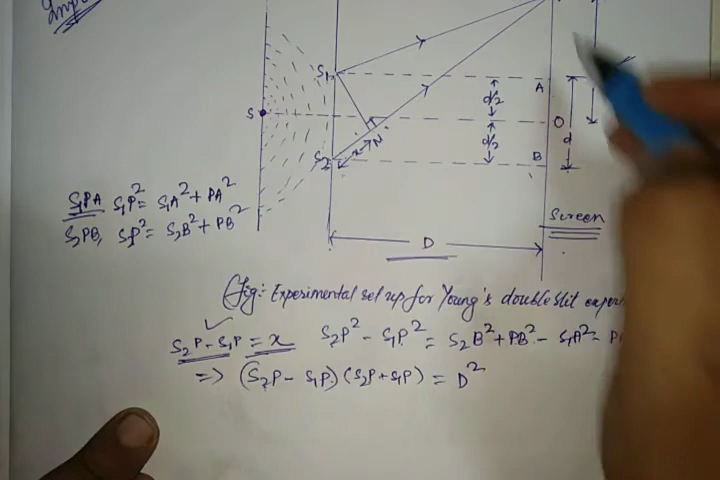 Imp
S₁
S
S₂
x
N
d/2
d/2
A
O
B
d
D
Screen
S₁PA S₁P² = S₁A² + PA²
S₂PB, S₂P² = S₂B² + PB²
Fig: Experimental set up for Young's double slit
S₂P - S₁P = x S₂P² - S₁P² = S₂B² + PB² - S₁A² -
=> (S₂P - S₁P) (S₂P + S₁P) = D²